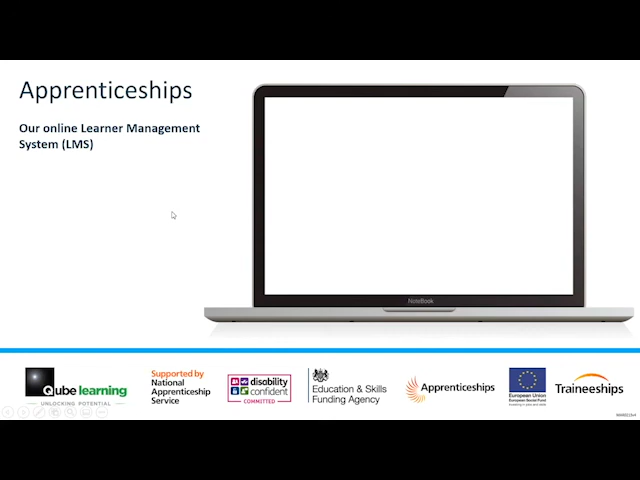 Apprenticeships
Our online Learner Management
System (LMS)
NoteBook
Qube learning
UNLOCKING POTENTIAL
Supported by
National
Apprenticeship
Service
disability
confident
COMMITTED
Education & Skills
Funding Agency
Apprenticeships
European Union
European Social Fund
Traineeships